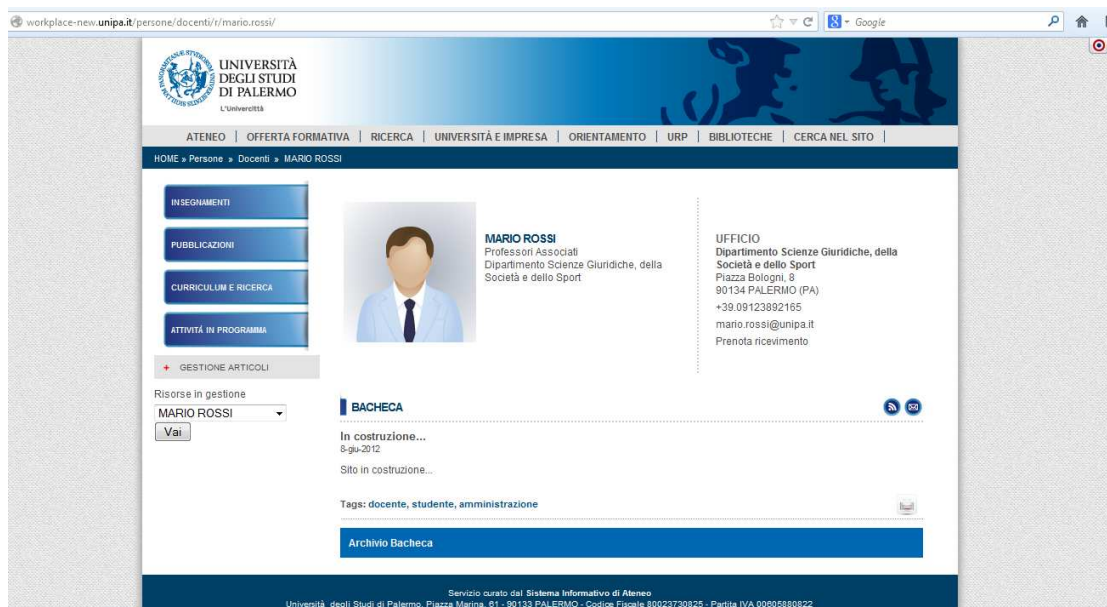 workplace-new.unipa.it/persone/docenti/r/mario.rossi/
Google
UNIVERSITÀ
DEGLI STUDI
DI PALERMO
L'Univercittà
ATENEO | OFFERTA FORMATIVA | RICERCA | UNIVERSITÀ E IMPRESA | ORIENTAMENTO | URP | BIBLIOTECHE | CERCA NEL SITO |
HOME » Persone » Docenti » MARIO ROSSI
INSEGNAMENTI
PUBBLICAZIONI
CURRICULUM E RICERCA
ATTIVITÁ IN PROGRAMMA
+ GESTIONE ARTICOLI
Risorse in gestione
MARIO ROSSI
Vai
MARIO ROSSI
Professori Associati
Dipartimento Scienze Giuridiche, della
Società e dello Sport
UFFICIO
Dipartimento Scienze Giuridiche, della
Società e dello Sport
Piazza Bologni, 8
90134 PALERMO (PA)
+39.09123892165
mario.rossi@unipa.it
Prenota ricevimento
BACHECA
In costruzione...
8-giu-2012
Sito in costruzione...
Tags: docente, studente, amministrazione
Archivio Bacheca
Servizio curato dal Sistema Informativo di Ateneo
Università degli Studi di Palermo, Piazza Marina, 61 - 90133 PALERMO - Codice Fiscale 80023730825 - Partita IVA 00605880822